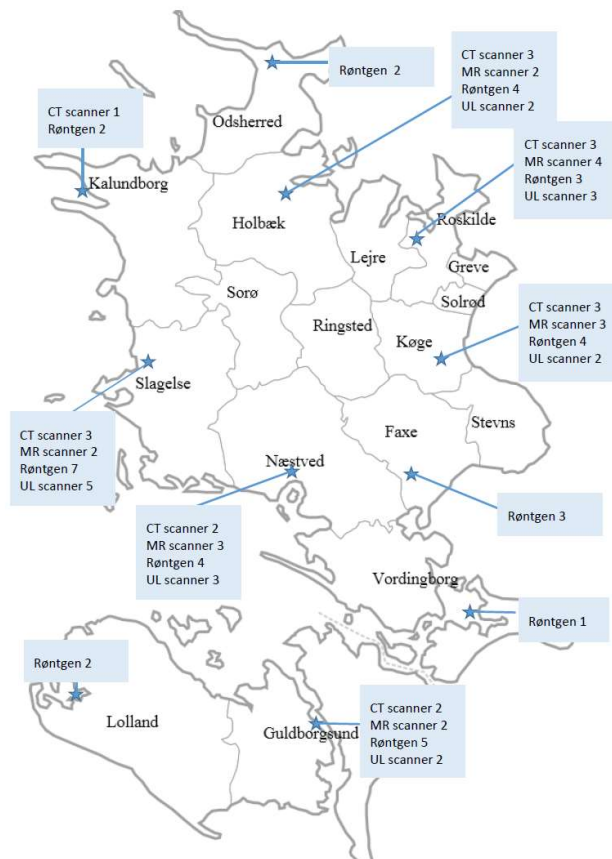 Røntgen 2
CT scanner 3
MR scanner 2
Røntgen 4
UL scanner 2
CT scanner 1
Røntgen 2
Odsherred
CT scanner 3
MR scanner 4
Røntgen 3
UL scanner 3
Kalundborg
Holbæk
Roskilde
Lejre
Greve
Sorø
Solrød
Ringsted
Køge
CT scanner 3
MR scanner 3
Røntgen 4
UL scanner 2
Slagelse
Stevns
Faxe
CT scanner 3
MR scanner 2
Røntgen 7
UL scanner 5
Næstved
CT scanner 2
MR scanner 3
Røntgen 4
UL scanner 3
Røntgen 3
Vordingborg
Røntgen 1
Røntgen 2
Lolland
Guldborgsund
CT scanner 2
MR scanner 2
Røntgen 5
UL scanner 2